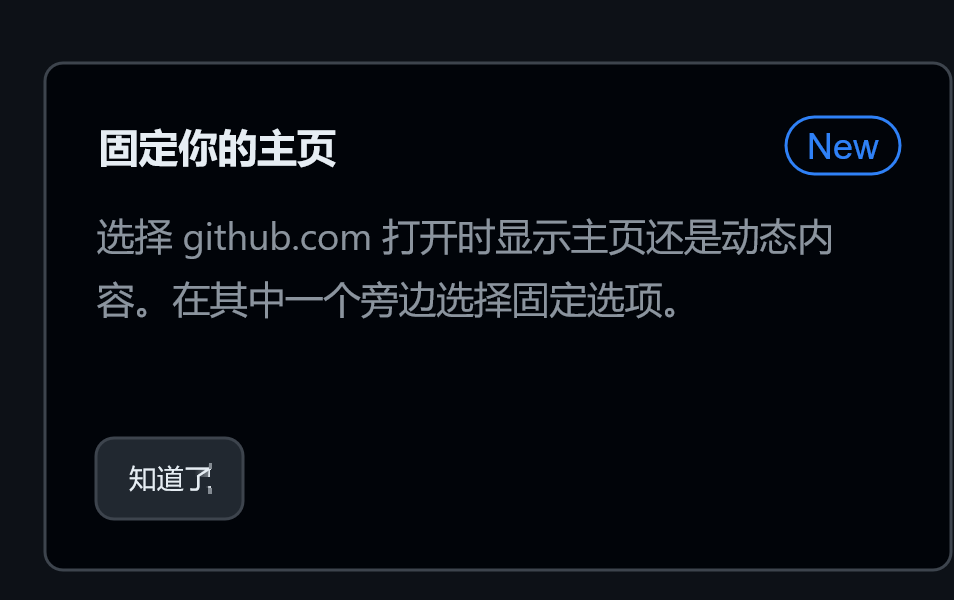 固定你的主页
New
选择 github.com 打开时显示主页还是动态内
容。在其中一个旁边选择固定选项。
知道了